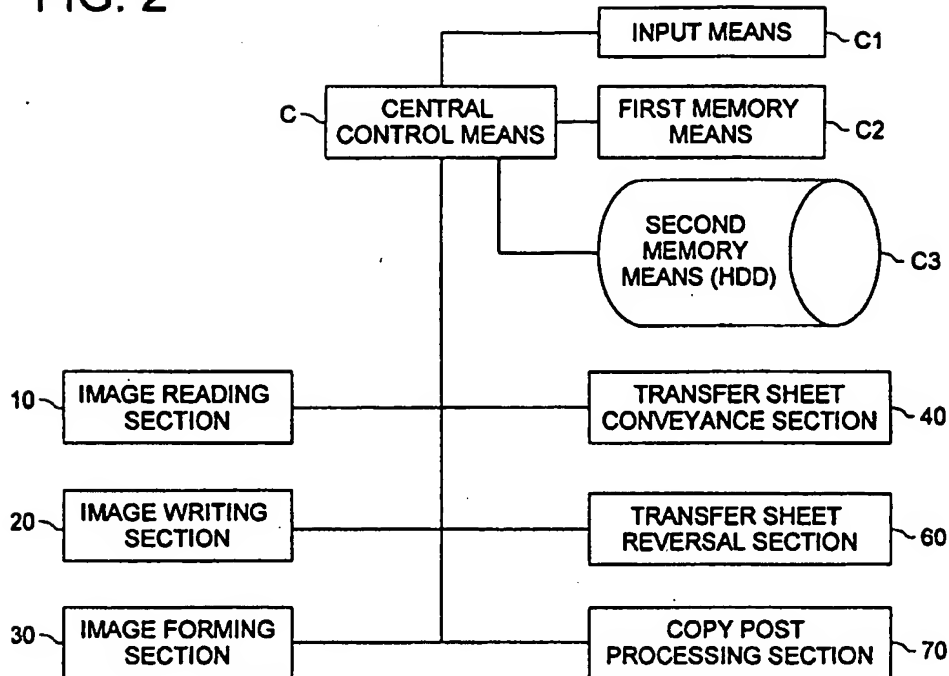 FIG. 2
INPUT MEANS
C1
C
CENTRAL
CONTROL MEANS
FIRST MEMORY
MEANS
C2
SECOND
MEMORY
MEANS (HDD)
C3
10
IMAGE READING
SECTION
TRANSFER SHEET
CONVEYANCE SECTION
40
20
IMAGE WRITING
SECTION
TRANSFER SHEET
REVERSAL SECTION
60
30
IMAGE FORMING
SECTION
COPY POST
PROCESSING SECTION
70